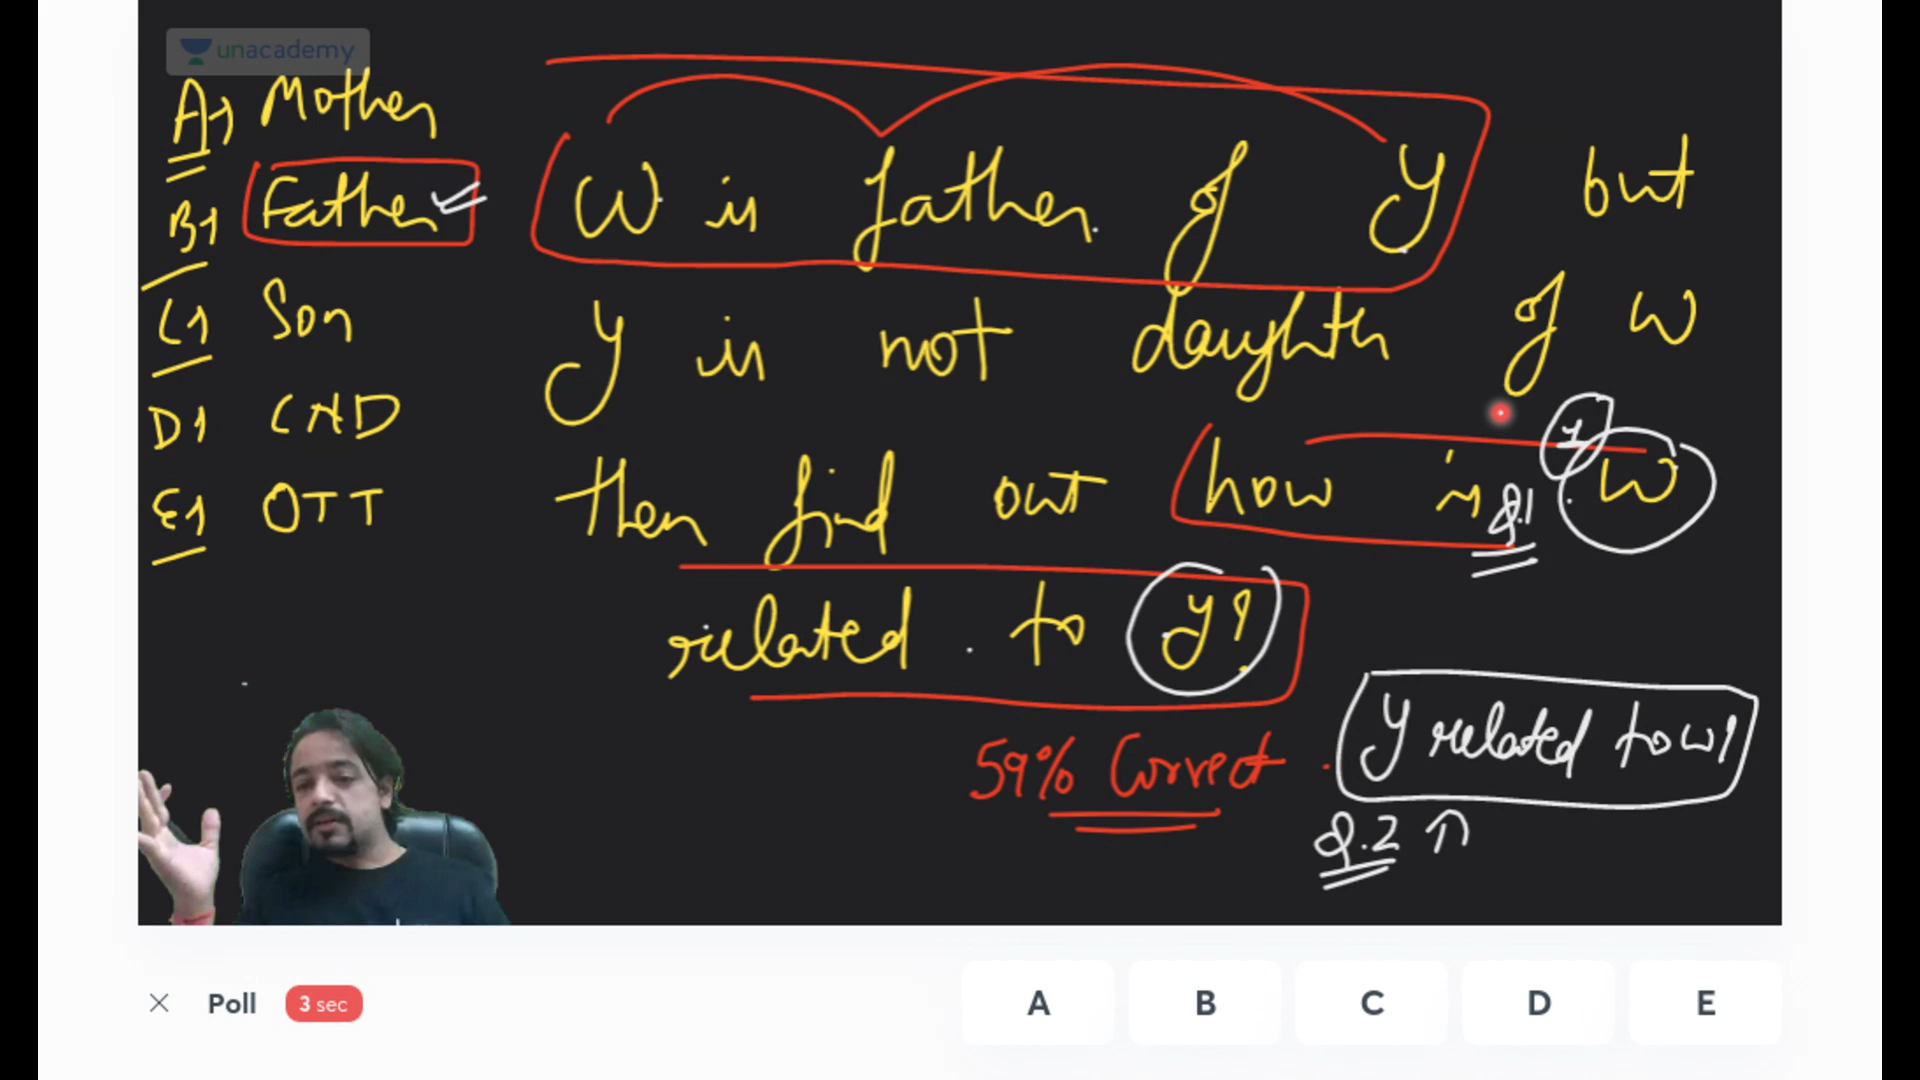 unacademy
A) Mother
B) Father
C) Son
D) CND
E) OTT
W is father of Y but
Y is not daughter of W
then find out how is W
Y
Q.1
related to Y?
59% Correct
Y related to W?
Q.2
Poll
3 sec
A B C D E